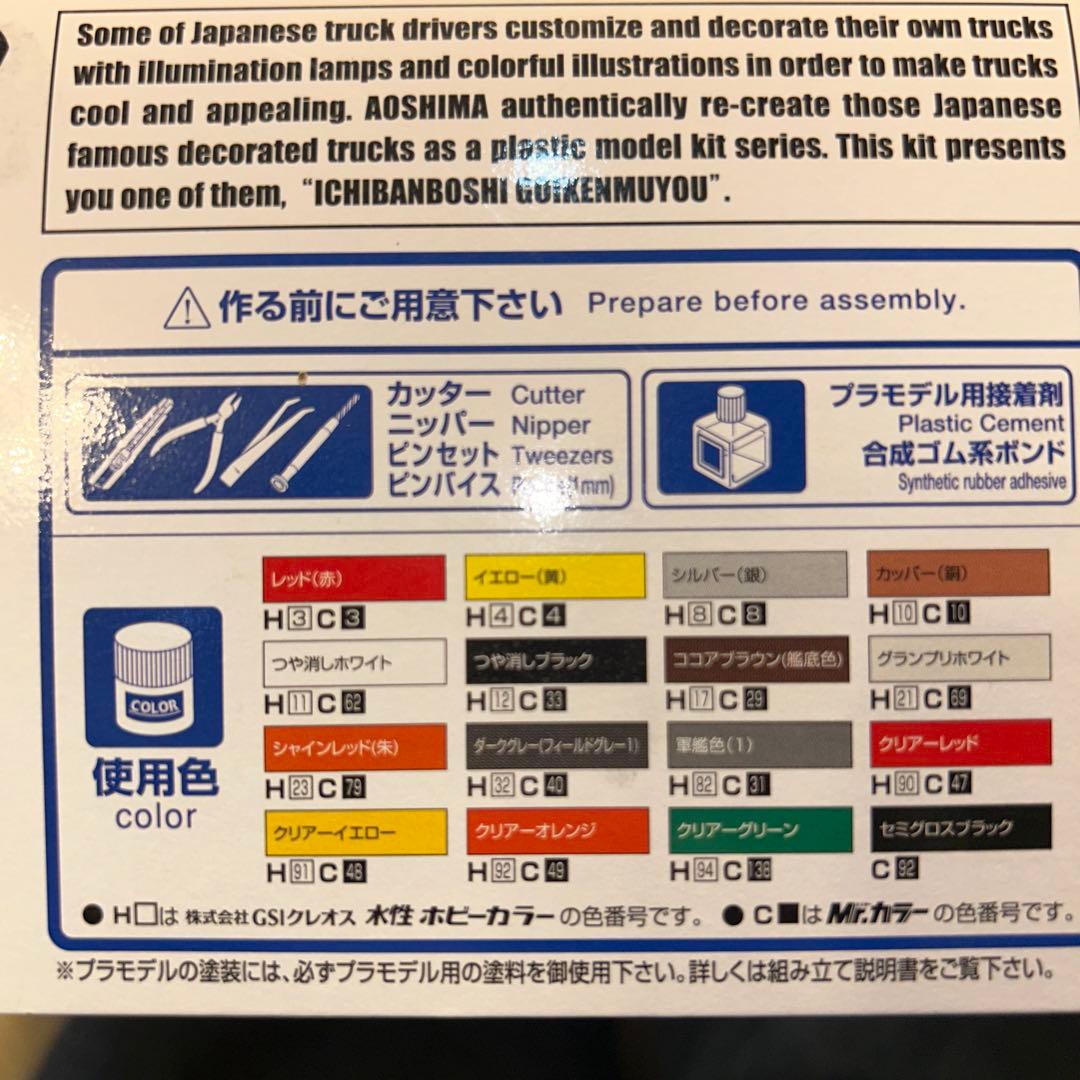 Some of Japanese truck drivers customize and decorate their own trucks
with illumination lamps and colorful illustrations in order to make trucks
cool and appealing. AOSHIMA authentically re-create those Japanese
famous decorated trucks as a plastic model kit series. This kit presents
you one of them, “ICHIBANBOSHI GOIKENMUYOU”.
作る前にご用意下さい Prepare before assembly.
カッター Cutter
ニッパー Nipper
ピンセット Tweezers
ピンバイス 1mm)
プラモデル用接着剤
Plastic Cement
合成ゴム系ボンド
Synthetic rubber adhesive
COLOR
使用色
color
レッド(赤) イエロー(黄) シルバー(銀) カッパー(銅)
H3 C3 H4 C4 H8 C8 H10 C10
つや消しホワイト つや消しブラック ココアブラウン(艦底色) グランプリホワイト
H11 C62 H12 C33 H17 C29 H21 C69
シャインレッド(朱) ダークグレー(フィールドグレー1) 軍艦色(1) クリアーレッド
H23 C79 H32 C40 H82 C31 H90 C47
クリアーイエロー クリアーオレンジ クリアーグリーン セミグロスブラック
H91 C48 H92 C49 H94 C138 C92
●H□は 株式会社GSIクレオス 水性ホビーカラーの色番号です。 ●C■はMr.カラーの色番号です。
※プラモデルの塗装には、必ずプラモデル用の塗料を御使用下さい。詳しくは組み立て説明書をご覧下さい。